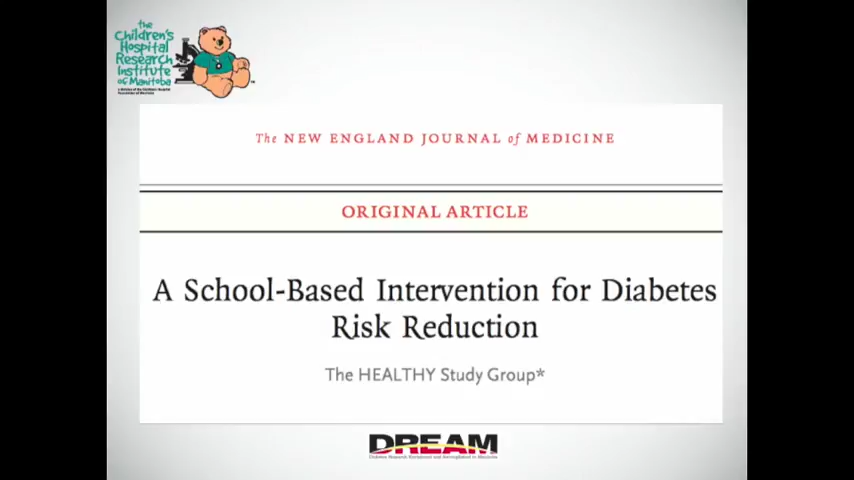 the
Children's
Hospital
Research
Institute
of Manitoba
The NEW ENGLAND JOURNAL of MEDICINE
ORIGINAL ARTICLE
A School-Based Intervention for Diabetes
Risk Reduction
The HEALTHY Study Group*
DREAM